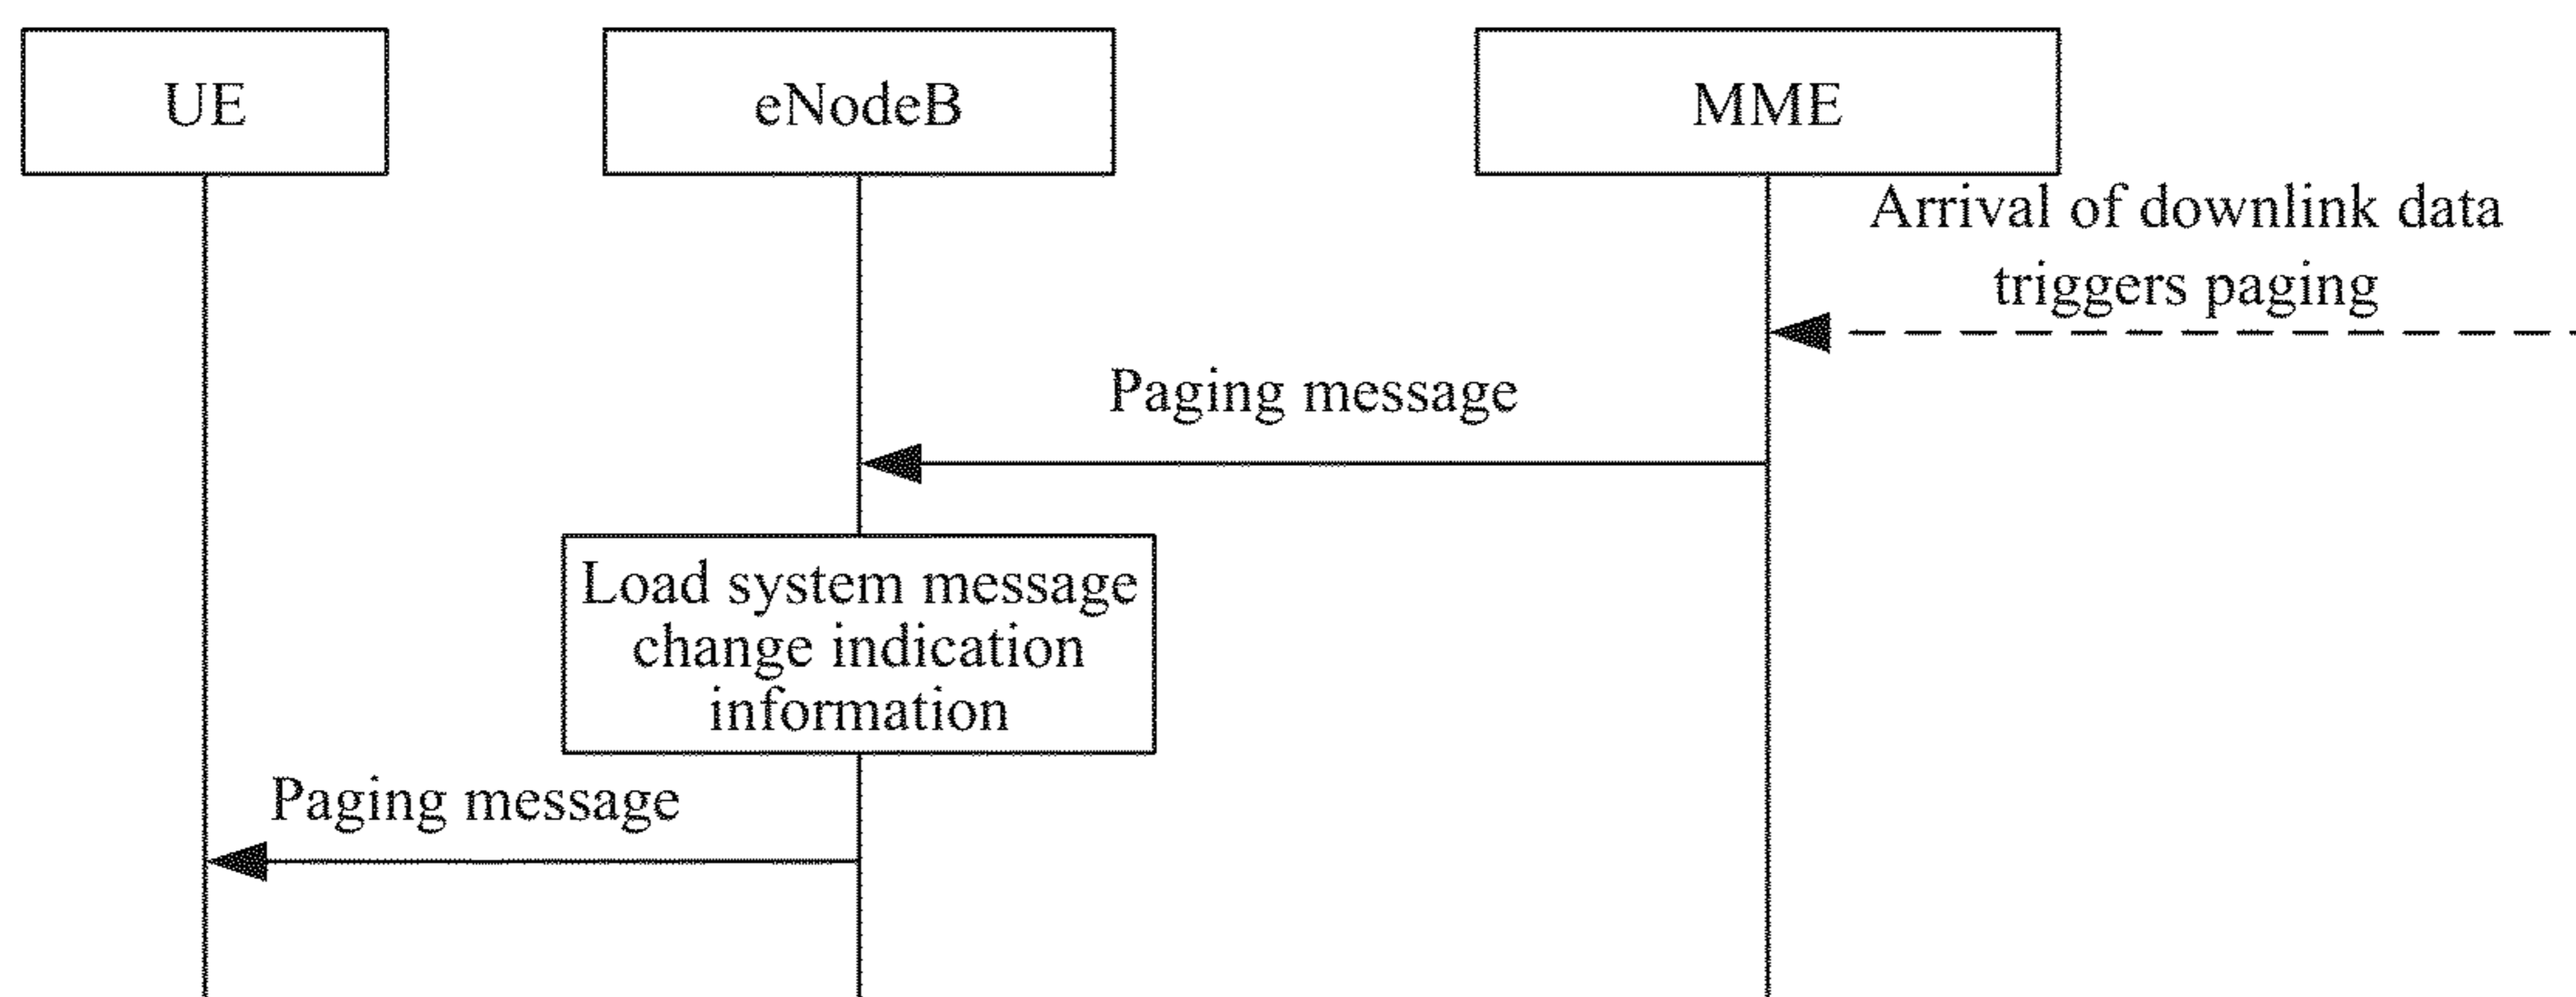 UE
eNodeB
MME
Arrival of downlink data
triggers paging
Paging message
Load system message
change indication
information
Paging message